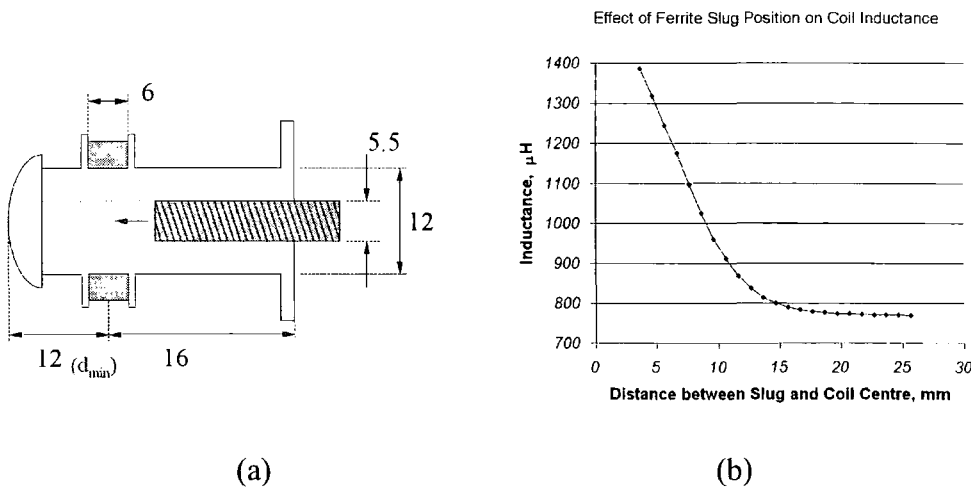 6
5.5
12
12 (dmin)
16
(a)
Effect of Ferrite Slug Position on Coil Inductance
1400
1300
1200
1100
1000
900
800
700
Inductance, μH
0 5 10 15 20 25 30
Distance between Slug and Coil Centre, mm
(b)